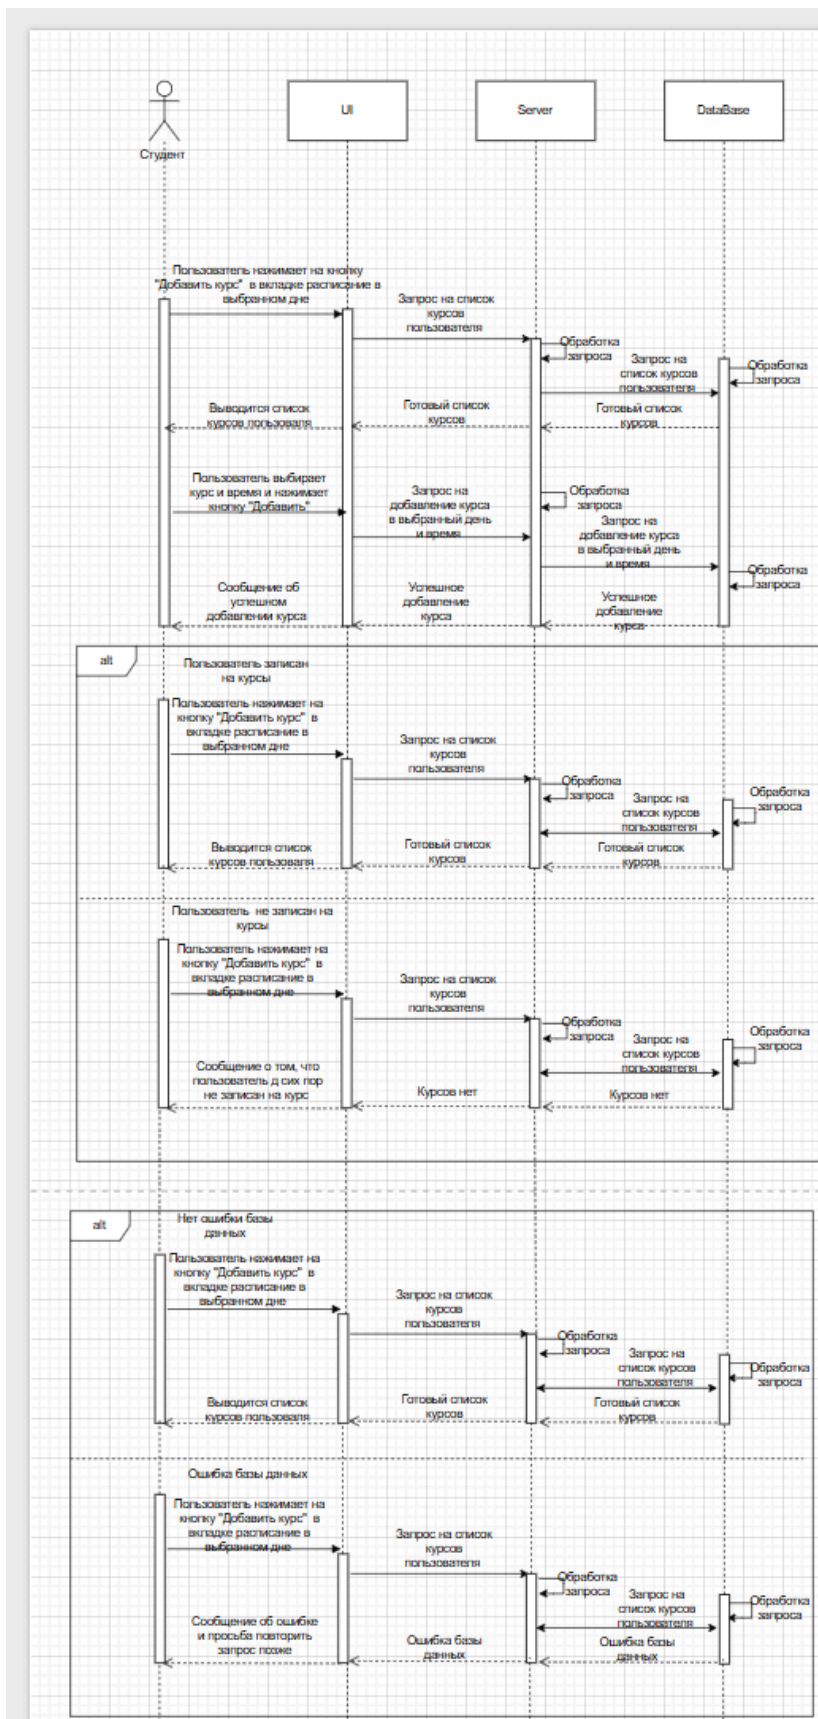 UI
Server
DataBase
Студент
Пользователь нажимает на кнопку
"Добавить курс"  в вкладке расписание в
выбранном дне
Запрос на список
курсов
пользователя
Обработка
запроса
Запрос на
список курсов
пользователя
Обработка
запроса
Выводится список
курсов пользоваля
Готовый список
курсов
Готовый список
курсов
Пользователь выбирает
курс и время и нажимает
кнопку "Добавить"
Запрос на
добавление курса
в выбранный день
и время
Обработка
запроса
Запрос на
добавление курса
в выбранный день
и время
Обработка
запроса
Сообщение об
успешном
добавлении курса
Успешное
добавление
курса
Успешное
добавление
курса
alt
Пользователь записан
на курсы
Пользователь нажимает на
кнопку "Добавить курс"  в
вкладке расписание в
выбранном дне
Запрос на список
курсов
пользователя
Обработка
запроса
Запрос на
список курсов
пользователя
Обработка
запроса
Выводится список
курсов пользоваля
Готовый список
курсов
Готовый список
курсов
Пользователь  не записан на
курсы
Пользователь нажимает на
кнопку "Добавить курс"  в
вкладке расписание в
выбранном дне
Запрос на список
курсов
пользователя
Обработка
запроса
Запрос на
список курсов
пользователя
Обработка
запроса
Сообщение о том, что
пользователь д сих пор
не записан на курс
Курсов нет
Курсов нет
alt
Нет ошибки базы
данных
Пользователь нажимает на
кнопку "Добавить курс"  в
вкладке расписание в
выбранном дне
Запрос на список
курсов
пользователя
Обработка
запроса
Запрос на
список курсов
пользователя
Обработка
запроса
Выводится список
курсов пользоваля
Готовый список
курсов
Готовый список
курсов
Ошибка базы данных
Пользователь нажимает на
кнопку "Добавить курс"  в
вкладке расписание в
выбранном дне
Запрос на список
курсов
пользователя
Обработка
запроса
Запрос на
список курсов
пользователя
Обработка
запроса
Сообщение об ошибке
и просьба повторить
запрос позже
Ошибка базы
данных
Ошибка базы
данных